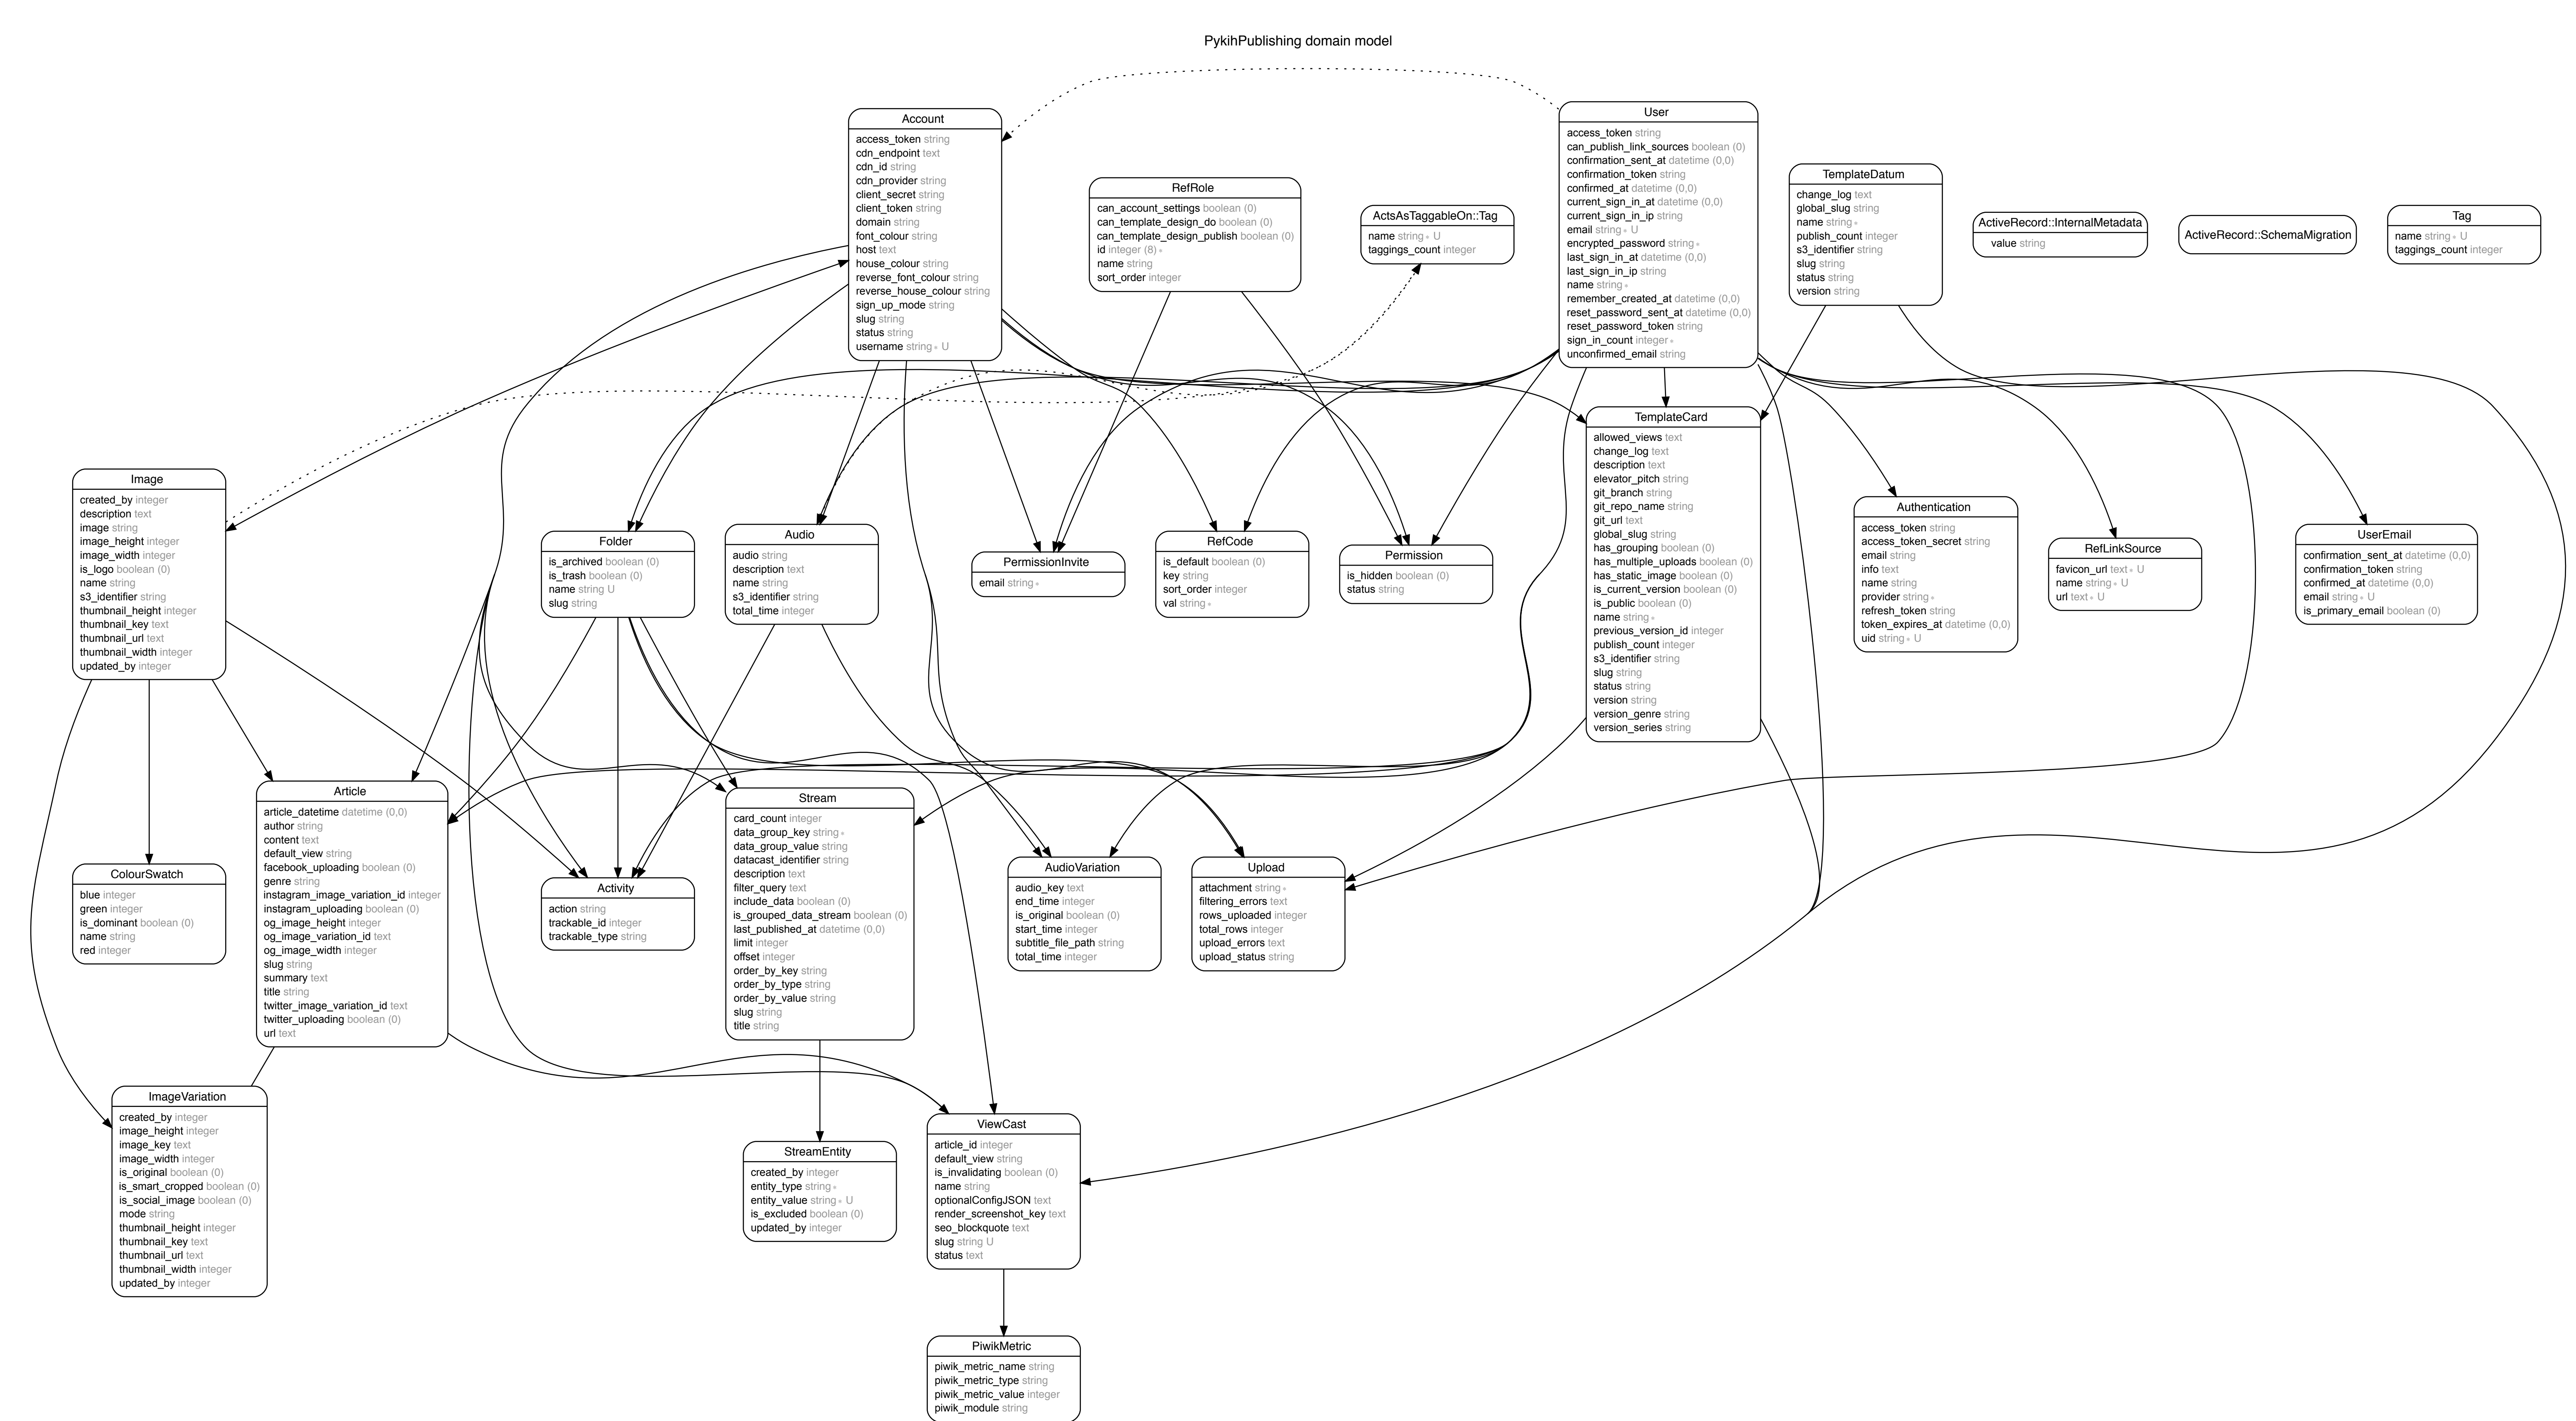 PykihPublishing domain model
Account
access_token string
cdn_endpoint text
cdn_id string
cdn_provider string
client_secret string
client_token string
domain string
font_colour string
host text
house_colour string
reverse_font_colour string
reverse_house_colour string
sign_up_mode string
slug string
status string
username string∗ U
RefRole
can_account_settings boolean (0)
can_template_design_do boolean (0)
can_template_design_publish boolean (0)
id integer (8)∗
name string
sort_order integer
ActsAsTaggableOn::Tag
name string∗ U
taggings_count integer
User
access_token string
can_publish_link_sources boolean (0)
confirmation_sent_at datetime (0,0)
confirmation_token string
confirmed_at datetime (0,0)
current_sign_in_at datetime (0,0)
current_sign_in_ip string
email string∗ U
encrypted_password string∗
last_sign_in_at datetime (0,0)
last_sign_in_ip string
name string∗
remember_created_at datetime (0,0)
reset_password_sent_at datetime (0,0)
reset_password_token string
sign_in_count integer∗
unconfirmed_email string
TemplateDatum
change_log text
global_slug string
name string∗
publish_count integer
s3_identifier string
slug string
status string
version string
ActiveRecord::InternalMetadata
value string
ActiveRecord::SchemaMigration
Tag
name string∗ U
taggings_count integer
Image
created_by integer
description text
image string
image_height integer
image_width integer
is_logo boolean (0)
name string
s3_identifier string
thumbnail_height integer
thumbnail_key text
thumbnail_url text
thumbnail_width integer
updated_by integer
Folder
is_archived boolean (0)
is_trash boolean (0)
name string U
slug string
Audio
audio string
description text
name string
s3_identifier string
total_time integer
PermissionInvite
email string∗
RefCode
is_default boolean (0)
key string
sort_order integer
val string∗
Permission
is_hidden boolean (0)
status string
TemplateCard
allowed_views text
change_log text
description text
elevator_pitch string
git_branch string
git_repo_name string
git_url text
global_slug string
has_grouping boolean (0)
has_multiple_uploads boolean (0)
has_static_image boolean (0)
is_current_version boolean (0)
is_public boolean (0)
name string∗
previous_version_id integer
publish_count integer
s3_identifier string
slug string
status string
version string
version_genre string
version_series string
Authentication
access_token string
access_token_secret string
email string
info text
name string
provider string∗
refresh_token string
token_expires_at datetime (0,0)
uid string∗ U
RefLinkSource
favicon_url text∗ U
name string∗ U
url text∗ U
UserEmail
confirmation_sent_at datetime (0,0)
confirmation_token string
confirmed_at datetime (0,0)
email string∗ U
is_primary_email boolean (0)
ColourSwatch
blue integer
green integer
is_dominant boolean (0)
name string
red integer
Article
article_datetime datetime (0,0)
author string
content text
default_view string
facebook_uploading boolean (0)
genre string
instagram_image_variation_id integer
instagram_uploading boolean (0)
og_image_height integer
og_image_variation_id text
og_image_width integer
slug string
summary text
title string
twitter_image_variation_id text
twitter_uploading boolean (0)
url text
Activity
action string
trackable_id integer
trackable_type string
Stream
card_count integer
data_group_key string∗
data_group_value string
datacast_identifier string
description text
filter_query text
include_data boolean (0)
is_grouped_data_stream boolean (0)
last_published_at datetime (0,0)
limit integer
offset integer
order_by_key string
order_by_type string
order_by_value string
slug string
title string
AudioVariation
audio_key text
end_time integer
is_original boolean (0)
start_time integer
subtitle_file_path string
total_time integer
Upload
attachment string∗
filtering_errors text
rows_uploaded integer
total_rows integer
upload_errors text
upload_status string
ImageVariation
created_by integer
image_height integer
image_key text
image_width integer
is_original boolean (0)
is_smart_cropped boolean (0)
is_social_image boolean (0)
mode string
thumbnail_height integer
thumbnail_key text
thumbnail_url text
thumbnail_width integer
updated_by integer
StreamEntity
created_by integer
entity_type string∗
entity_value string∗ U
is_excluded boolean (0)
updated_by integer
ViewCast
article_id integer
default_view string
is_invalidating boolean (0)
name string
optionalConfigJSON text
render_screenshot_key text
seo_blockquote text
slug string U
status text
PiwikMetric
piwik_metric_name string
piwik_metric_type string
piwik_metric_value integer
piwik_module string